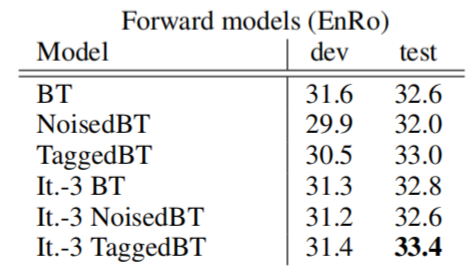 Forward models (EnRo)
Model dev test
BT 31.6 32.6
NoisedBT 29.9 32.0
TaggedBT 30.5 33.0
It.-3 BT 31.3 32.8
It.-3 NoisedBT 31.2 32.6
It.-3 TaggedBT 31.4 33.4